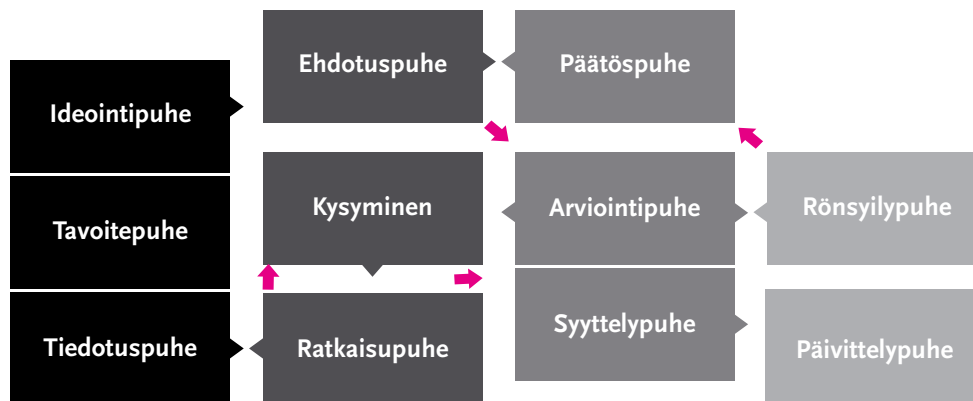 Ideointipuhe
Tavoitepuhe
Tiedotuspuhe
Ehdotuspuhe
Kysyminen
Ratkaisupuhe
Päätöspuhe
Arviointipuhe
Syyttelypuhe
Rönsyilypuhe
Päivittelypuhe